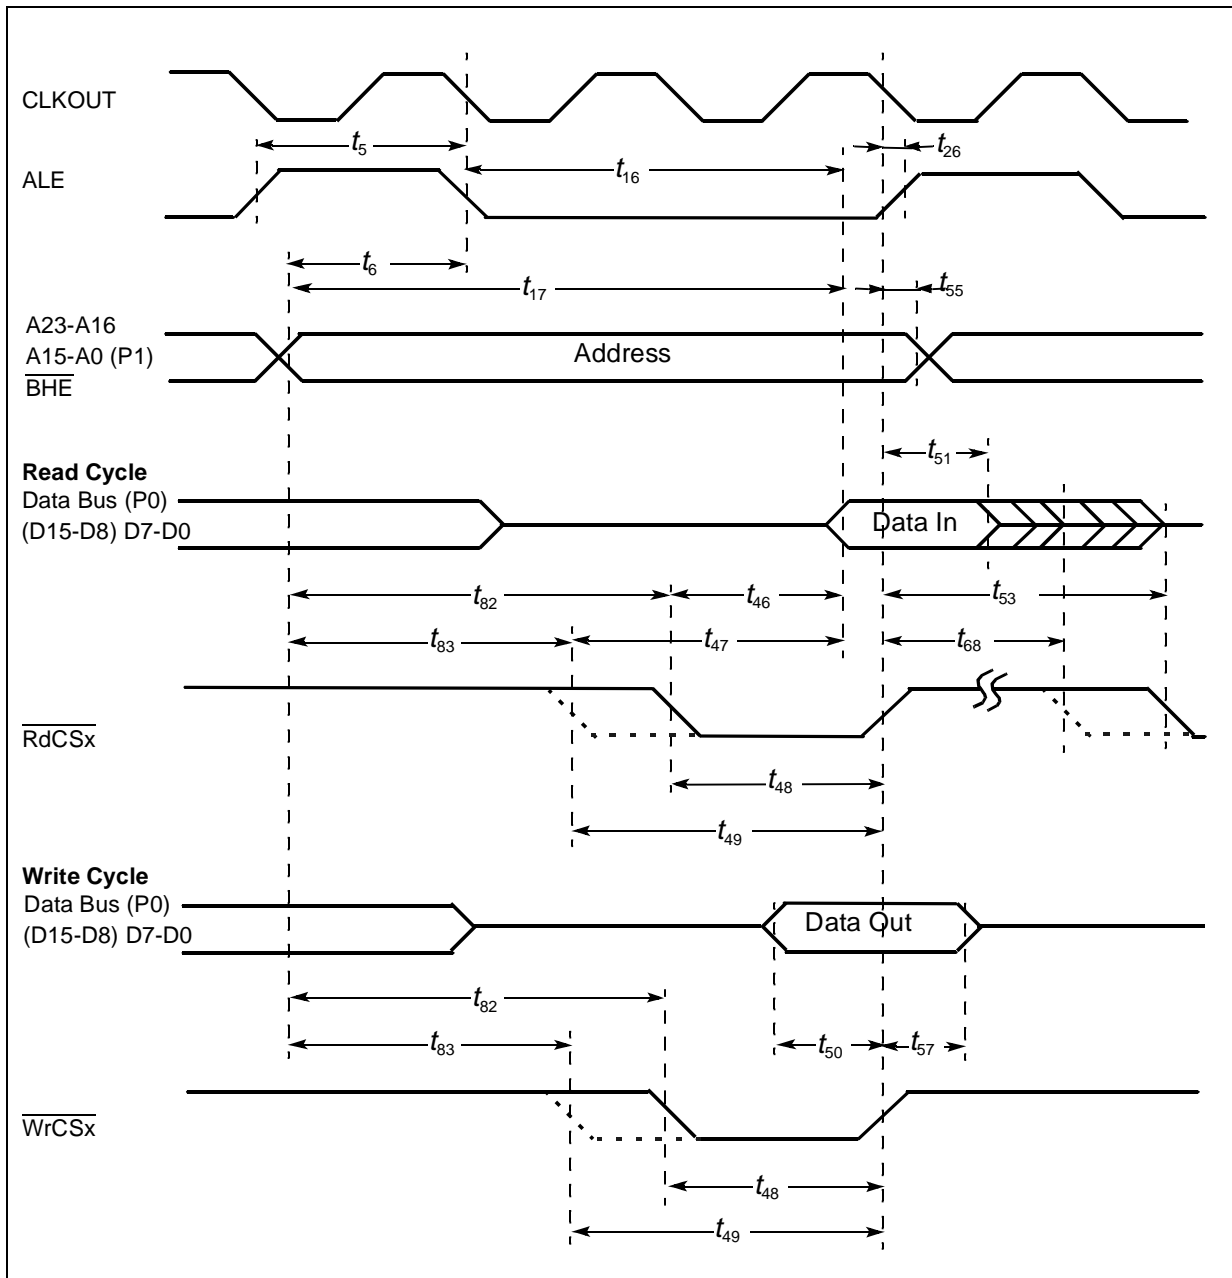 CLKOUT
t5
t26
ALE
t16
t6
t17
t55
A23-A16
A15-A0 (P1)
Address
BHE
t51
Read Cycle
Data Bus (P0)
(D15-D8) D7-D0
Data In
t82
t46
t53
t83
t47
t68
RdCSx
t48
t49
Write Cycle
Data Bus (P0)
(D15-D8) D7-D0
Data Out
t82
t83
t50
t57
WrCSx
t48
t49